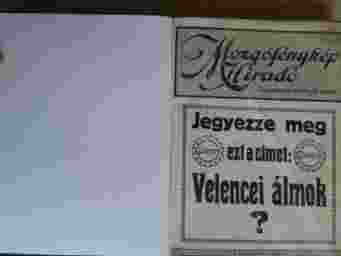 Mozgófénykép
Híradó
Jegyezze meg
ezt a címet:
Velencei álmok
?